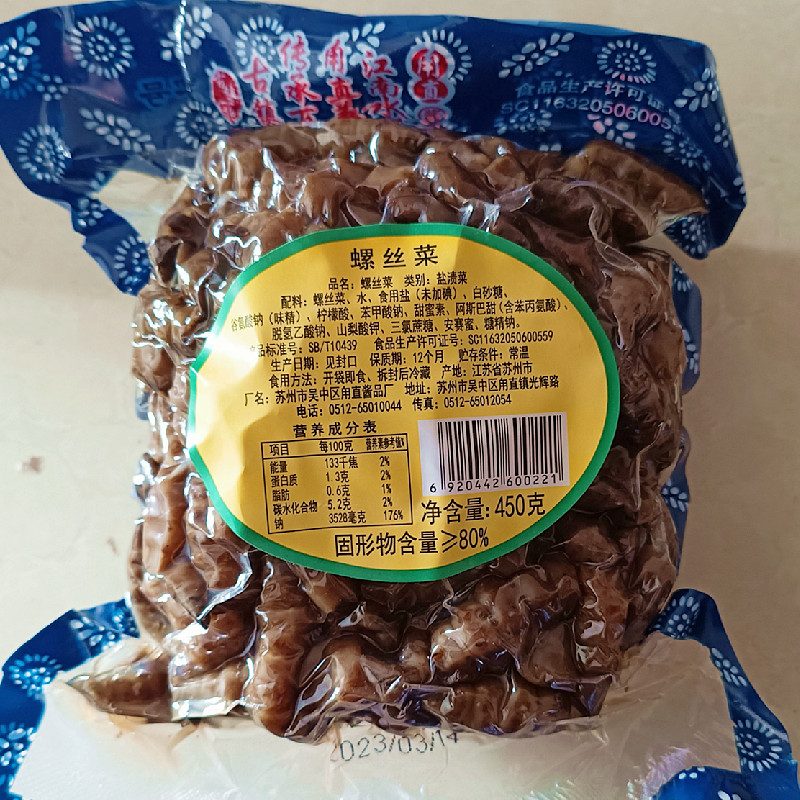 传承古
甪直
江南水
食品生产许可证
SC1163205060055
螺丝菜
品名：螺丝菜 类别：盐渍菜
配料：螺丝菜、水、食用盐（未加碘）、白砂糖、
谷氨酸钠（味精）、柠檬酸、苯甲酸钠、甜蜜素、阿斯巴甜（含苯丙氨酸）、
脱氢乙酸钠、山梨酸钾、三氯蔗糖、安赛蜜、糖精钠。
产品标准号：SB/T10439 食品生产许可证号：SC11632050600559
生产日期：见封口 保质期：12个月 贮存条件：常温
食用方法：开袋即食、拆封后冷藏 产地：江苏省苏州市
厂名：苏州市吴中区甪直酱品厂 地址：苏州市吴中区甪直镇光辉路
电话：0512-65010044 传真：0512-65012054
营养成分表
项目 每100克 营养素参考值%
能量 133千焦 2%
蛋白质 1.3克 2%
脂肪 0.6克 1%
碳水化合物 5.2克 2%
钠 3528毫克 176%
6 920442 600221
净含量：450克
固形物含量≥80%
2023/03/14